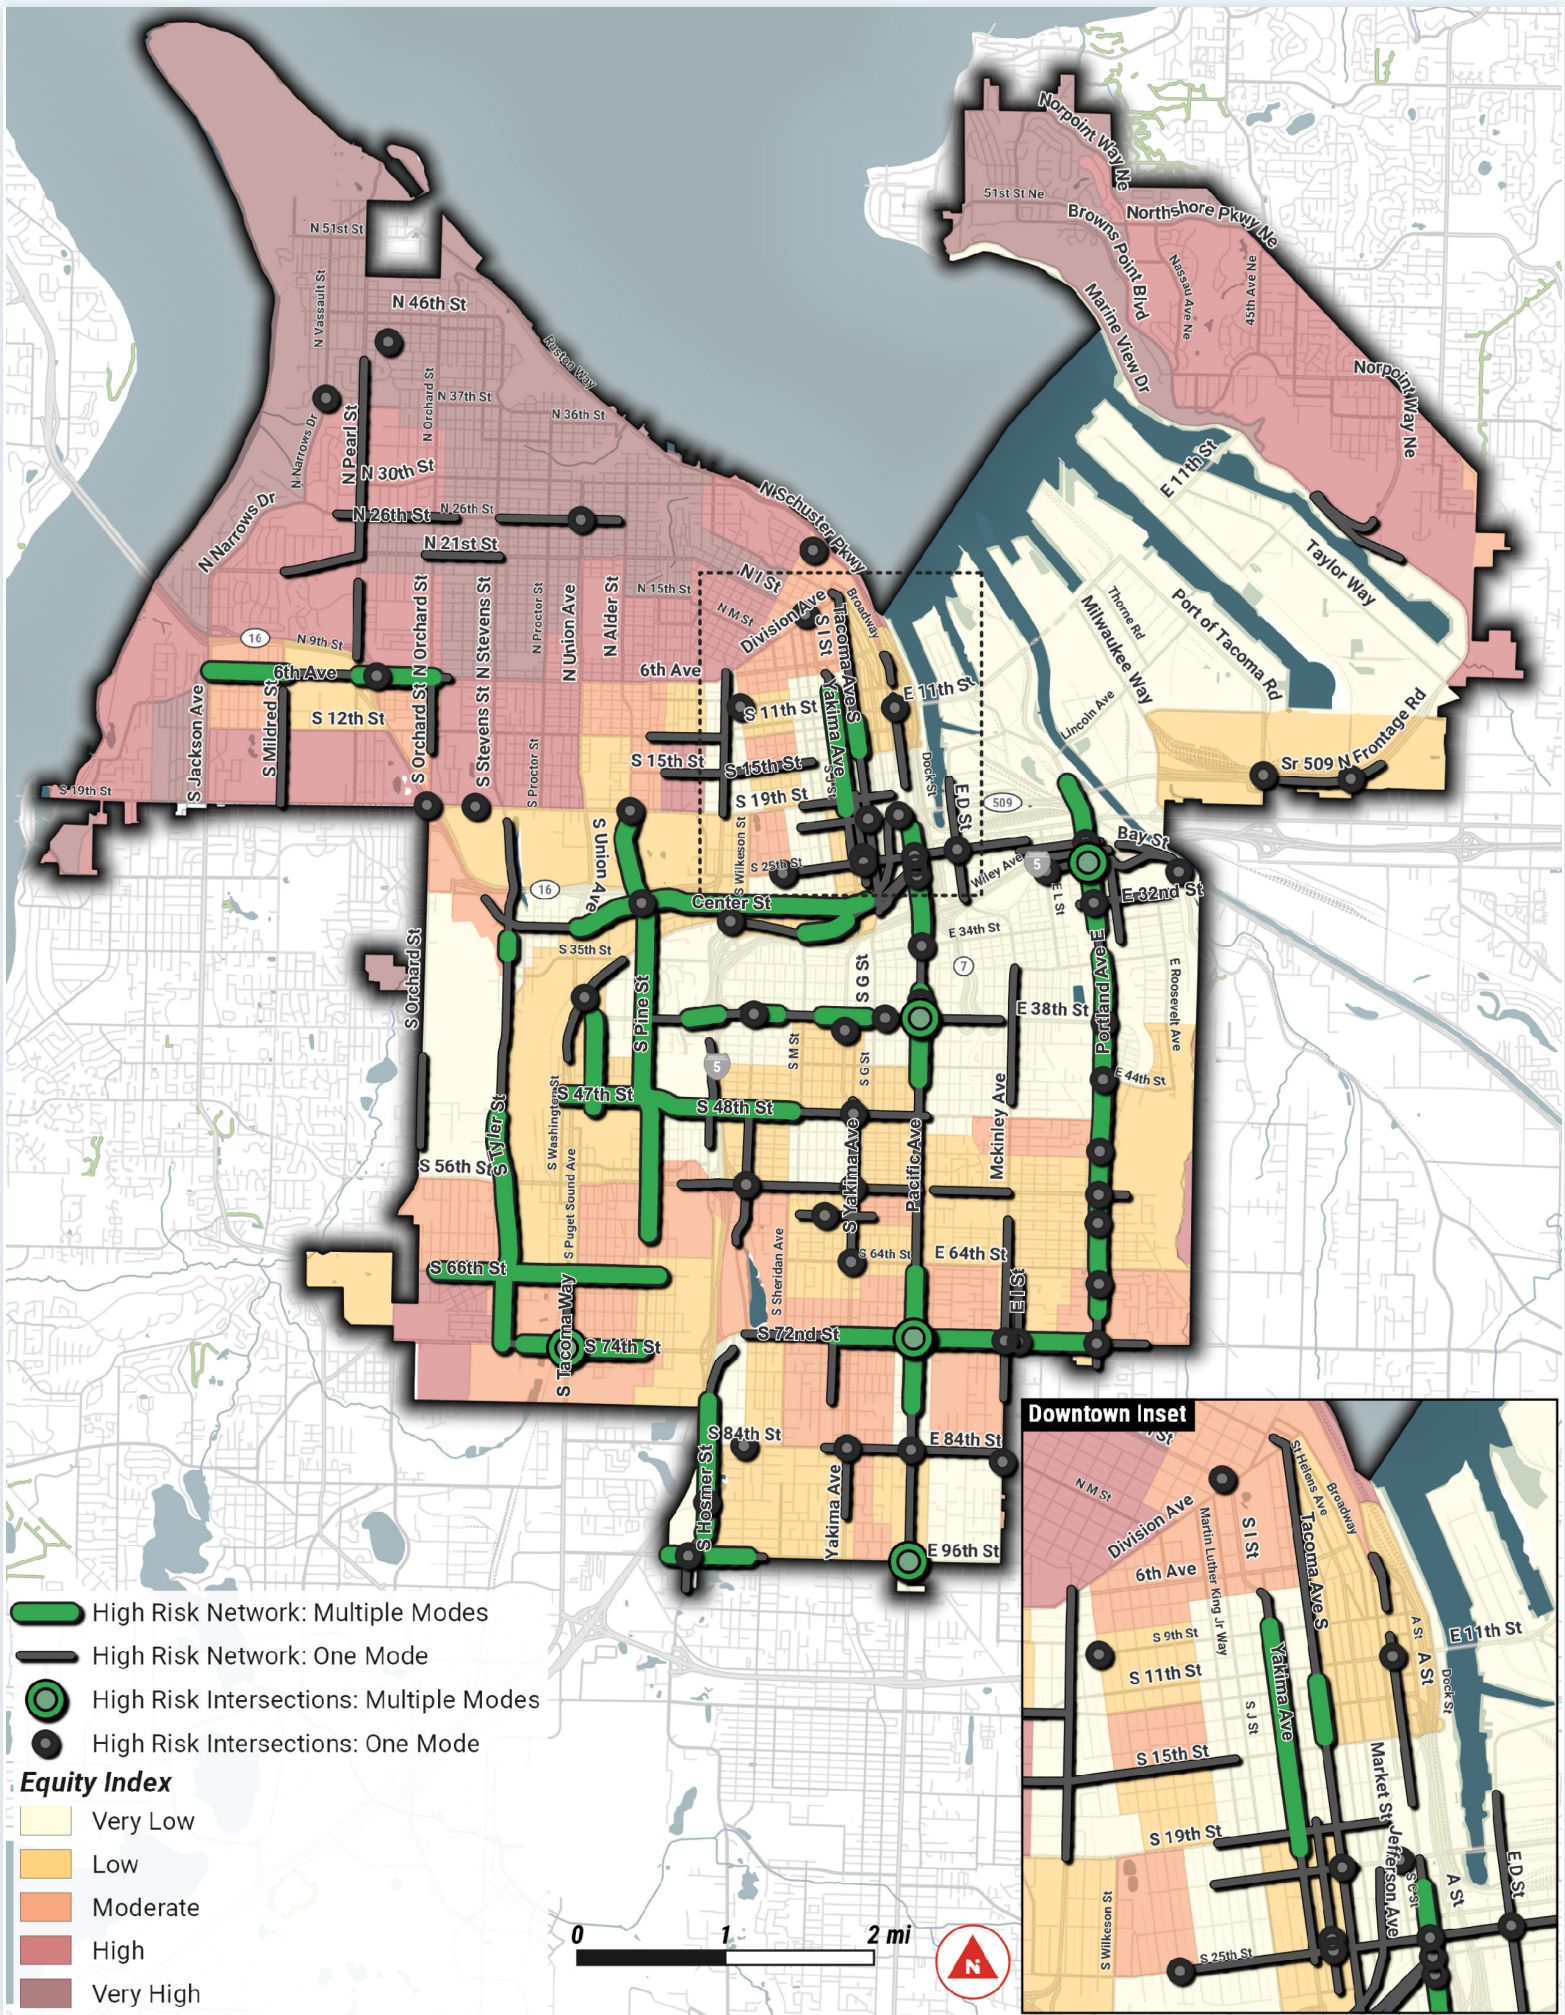 Norpoint Way Ne
51st St Ne
Browns Point Blvd
Northshore Pkwy Ne
Nassau Ave Ne
45th Ave Ne
Marine View Dr
Norpoint Way Ne
N 51st St
N Vassault St
N 46th St
Ruston Way
N Orchard St
N 37th St
N 36th St
N Narrows Dr
N Pearl St
N 30th St
N 26th St
N 26th St
N Narrows Dr
N 21st St
N Schuster Pkwy
E 11th St
Taylor Way
Port of Tacoma Rd
Thorne Rd
Milwaukee Way
Lincoln Ave
N I St
N 15th St
N M St
Division Ave
Broadway
S I St
Tacoma Ave S
16
N 9th St
N Orchard St
N Stevens St
N Proctor St
N Union Ave
N Alder St
6th Ave
6th Ave
E 11th St
S Jackson Ave
S Mildred St
S 12th St
S Orchard St
S Stevens St
S Proctor St
S 11th St
Yakima Ave
S 15th St
S 15th St
S J St
Dock St
Sr 509 N Frontage Rd
S 19th St
S 19th St
E D St
509
Bay St
S Union Ave
S Wilkeson St
S 25th St
Wiley Ave
5
E L St
E 32nd St
16
Center St
E 34th St
S 35th St
S Orchard St
S G St
7
Portland Ave E
E Roosevelt Ave
S Pine St
E 38th St
S M St
S G St
5
E 44th St
S 47th St
S 48th St
S Washington St
S Tyler St
S Yakima Ave
Pacific Ave
Mckinley Ave
S 56th St
S Puget Sound Ave
S Sheridan Ave
S 64th St
E 64th St
S 66th St
E I St
S Tacoma Way
S 74th St
S 72nd St
S 84th St
E 84th St
S Hosmer St
Yakima Ave
E 96th St
Downtown Inset
St
N M St
St Helens Ave
Broadway
Division Ave
Martin Luther King Jr Way
S I St
Tacoma Ave S
6th Ave
S 9th St
S 11th St
Yakima Ave
S J St
A St
A St
E 11th St
Dock St
S 15th St
Market St
S 19th St
Jefferson Ave
S C St
A St
E D St
S Wilkeson St
S 25th St
High Risk Network: Multiple Modes
High Risk Network: One Mode
High Risk Intersections: Multiple Modes
High Risk Intersections: One Mode
Equity Index
Very Low
Low
Moderate
High
Very High
0 1 2 mi
N